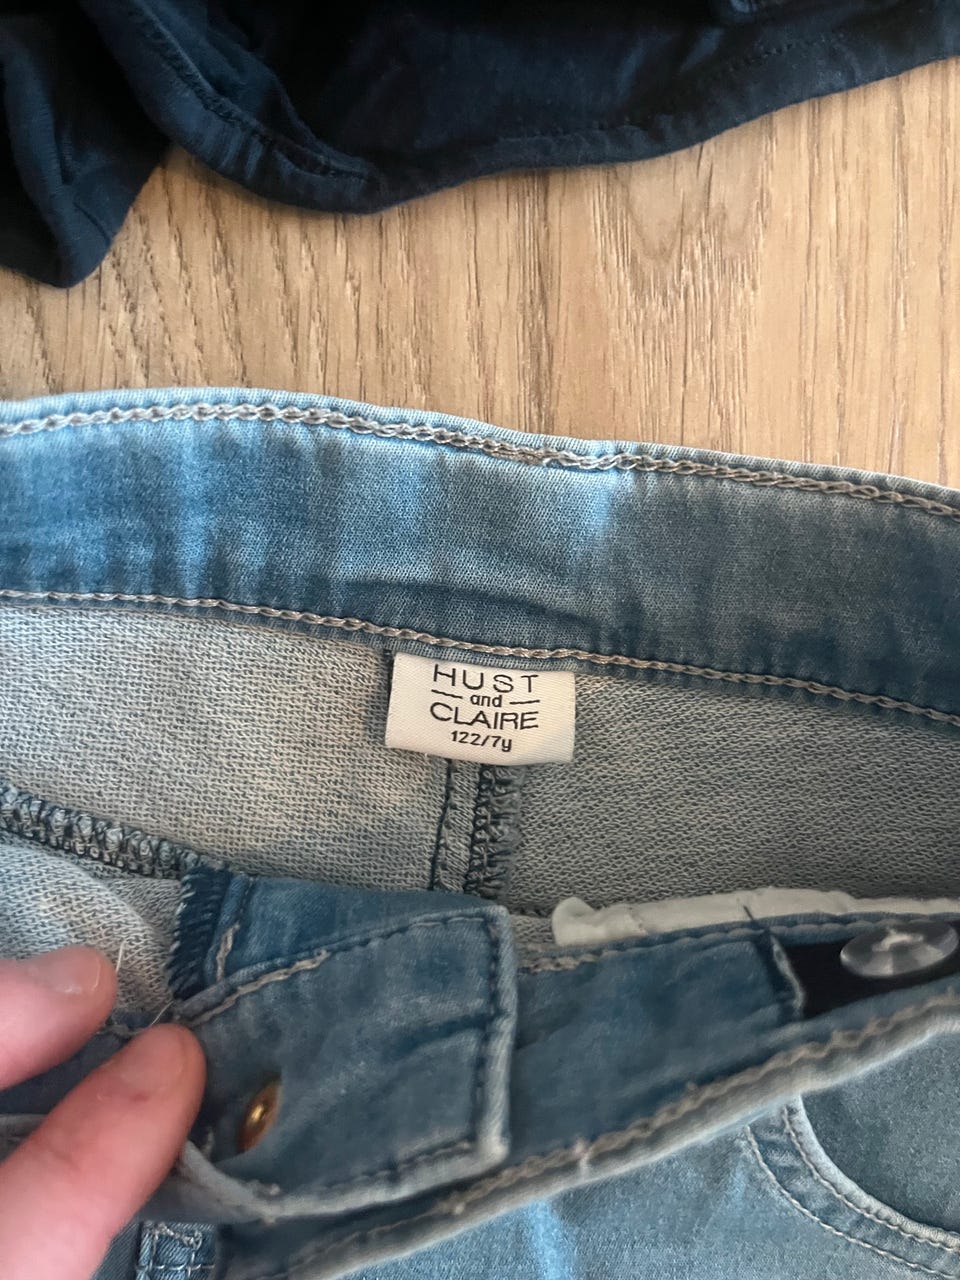 HUST
and
CLAIRE
122/7y